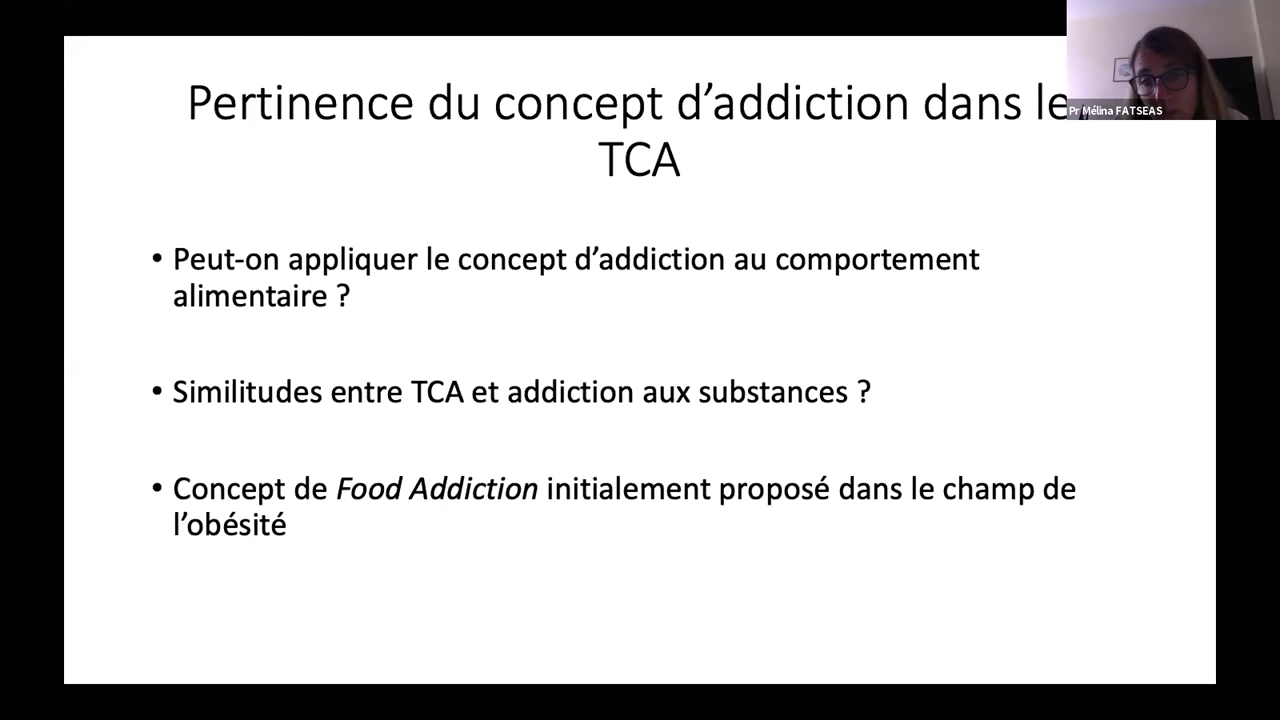 Pertinence du concept d’addiction dans le
TCA
Pr Mélina FATSEAS
• Peut-on appliquer le concept d’addiction au comportement
alimentaire ?
• Similitudes entre TCA et addiction aux substances ?
• Concept de Food Addiction initialement proposé dans le champ de
l’obésité